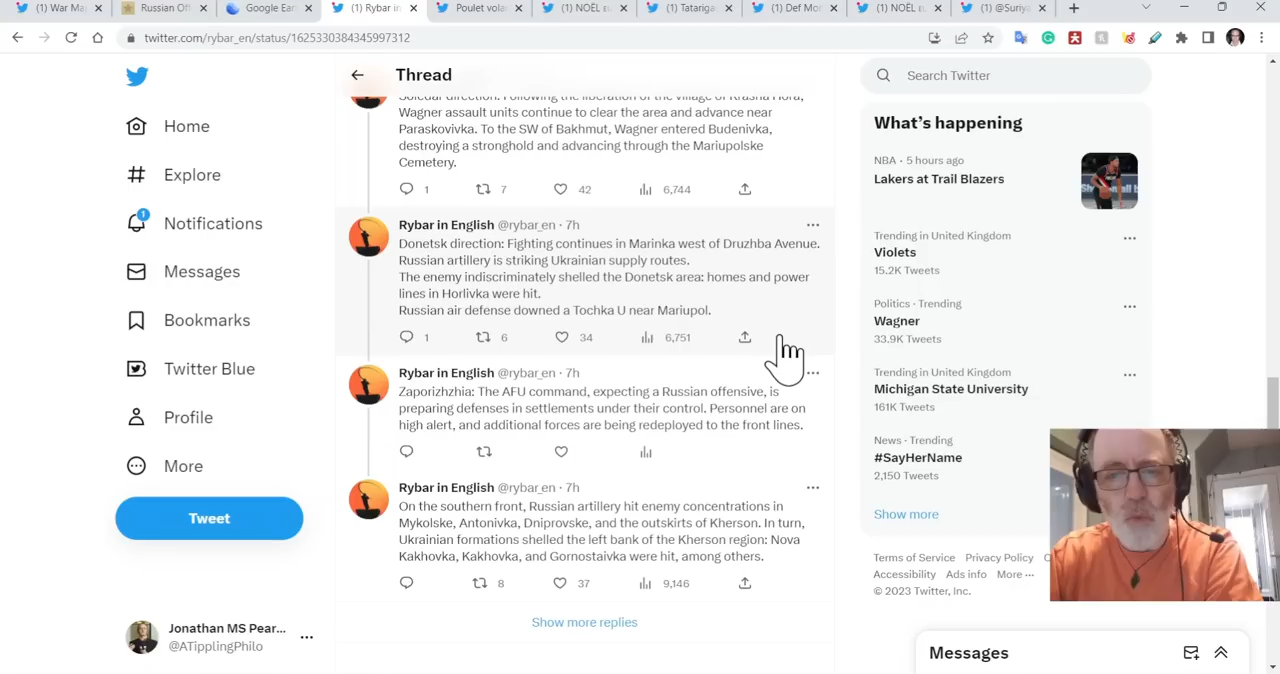 War Map
Russian Off
Google Ear
Rybar in
Poulet vola
(1) NOËL
(1) Tatariga
(1) Def Mo
(1) NOËL
(1) @Suriya
twitter.com/rybar_en/status/1625330384345997312
Home
Explore
1
Notifications
Messages
Bookmarks
Twitter Blue
Profile
More
Tweet
Jonathan MS Pear...
@ATipplingPhilo
Thread
Soledar direction: Following the liberation of the village of Krasna Hora,
Wagner assault units continue to clear the area and advance near
Paraskovivka. To the SW of Bakhmut, Wagner entered Budenivka,
destroying a stronghold and advancing through the Mariupolske
Cemetery.
1 7 42 6,744
Rybar in English @rybar_en · 7h
Donetsk direction: Fighting continues in Marinka west of Druzhba Avenue.
Russian artillery is striking Ukrainian supply routes.
The enemy indiscriminately shelled the Donetsk area: homes and power
lines in Horlivka were hit.
Russian air defense downed a Tochka U near Mariupol.
1 6 34 6,751
Rybar in English @rybar_en · 7h
Zaporizhzhia: The AFU command, expecting a Russian offensive, is
preparing defenses in settlements under their control. Personnel are on
high alert, and additional forces are being redeployed to the front lines.
Rybar in English @rybar_en · 7h
On the southern front, Russian artillery hit enemy concentrations in
Mykolske, Antonivka, Dniprovske, and the outskirts of Kherson. In turn,
Ukrainian formations shelled the left bank of the Kherson region: Nova
Kakhovka, Kakhovka, and Gornostaivka were hit, among others.
8 37 9,146
Show more replies
Search Twitter
What's happening
NBA · 5 hours ago
Lakers at Trail Blazers
Trending in United Kingdom
Violets
15.2K Tweets
Politics · Trending
Wagner
33.9K Tweets
Trending in United Kingdom
Michigan State University
161K Tweets
News · Trending
#SayHerName
2,150 Tweets
Show more
Terms of Service Privacy Policy
Accessibility Ads info More ···
© 2023 Twitter, Inc.
Messages